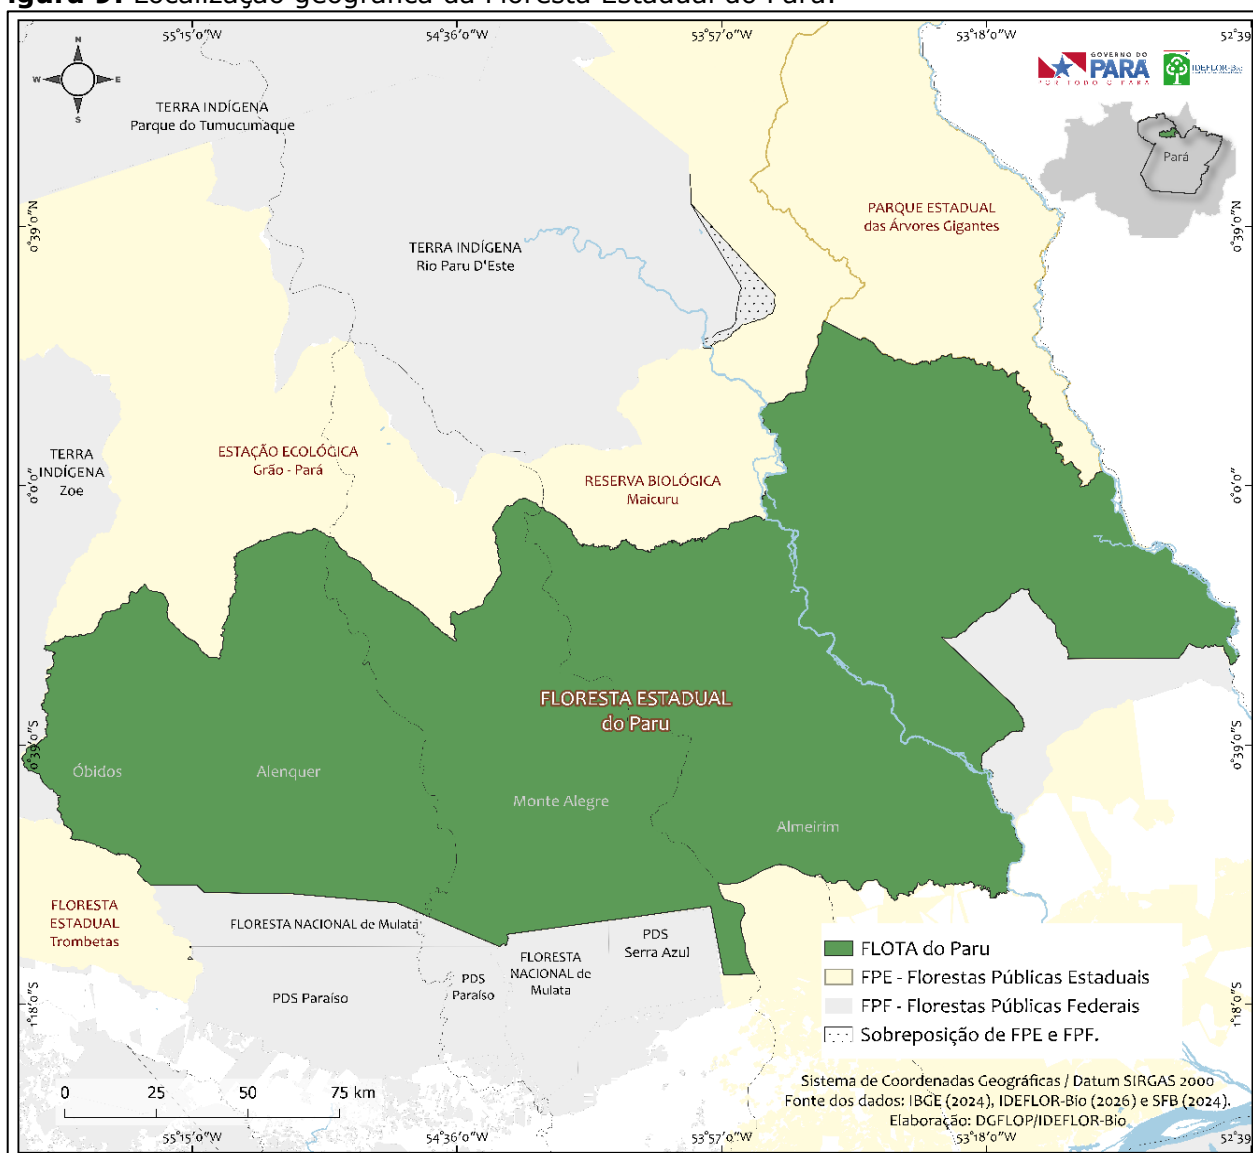 igura 9. Localização geográfica da Floresta Estadual do Paru.
55°15'0"W 54°36'0"W 53°57'0"W 53°18'0"W 52°39
N
W E
S
TERRA INDÍGENA
Parque do Tumucumaque
GOVERNO DO
PARÁ
POR TODO O PARÁ
IDEFLOR-Bio
Pará
0°39'0"N
0°39'0"N
PARQUE ESTADUAL
das Árvores Gigantes
TERRA INDÍGENA
Rio Paru D'Este
TERRA
INDÍGENA
Zoe
ESTAÇÃO ECOLÓGICA
Grão - Pará
RESERVA BIOLÓGICA
Maicuru
0°0'0"
0°0'0"
FLORESTA ESTADUAL
do Paru
0°39'0"S
0°39'0"S
Óbidos
Alenquer
Monte Alegre
Almeirim
FLORESTA
ESTADUAL
Trombetas
FLORESTA NACIONAL de Mulata
PDS
Serra Azul
FLORESTA
NACIONAL de
Mulata
PDS
Paraíso
PDS Paraíso
FLOTA do Paru
FPE - Florestas Públicas Estaduais
FPF - Florestas Públicas Federais
Sobreposição de FPE e FPF.
1°18'0"S
1°18'0"S
0 25 50 75 km
Sistema de Coordenadas Geográficas / Datum SIRGAS 2000
Fonte dos dados: IBGE (2024), IDEFLOR-Bio (2026) e SFB (2024).
Elaboração: DGFLOP/IDEFLOR-Bio
55°15'0"W 54°36'0"W 53°57'0"W 53°18'0"W 52°39